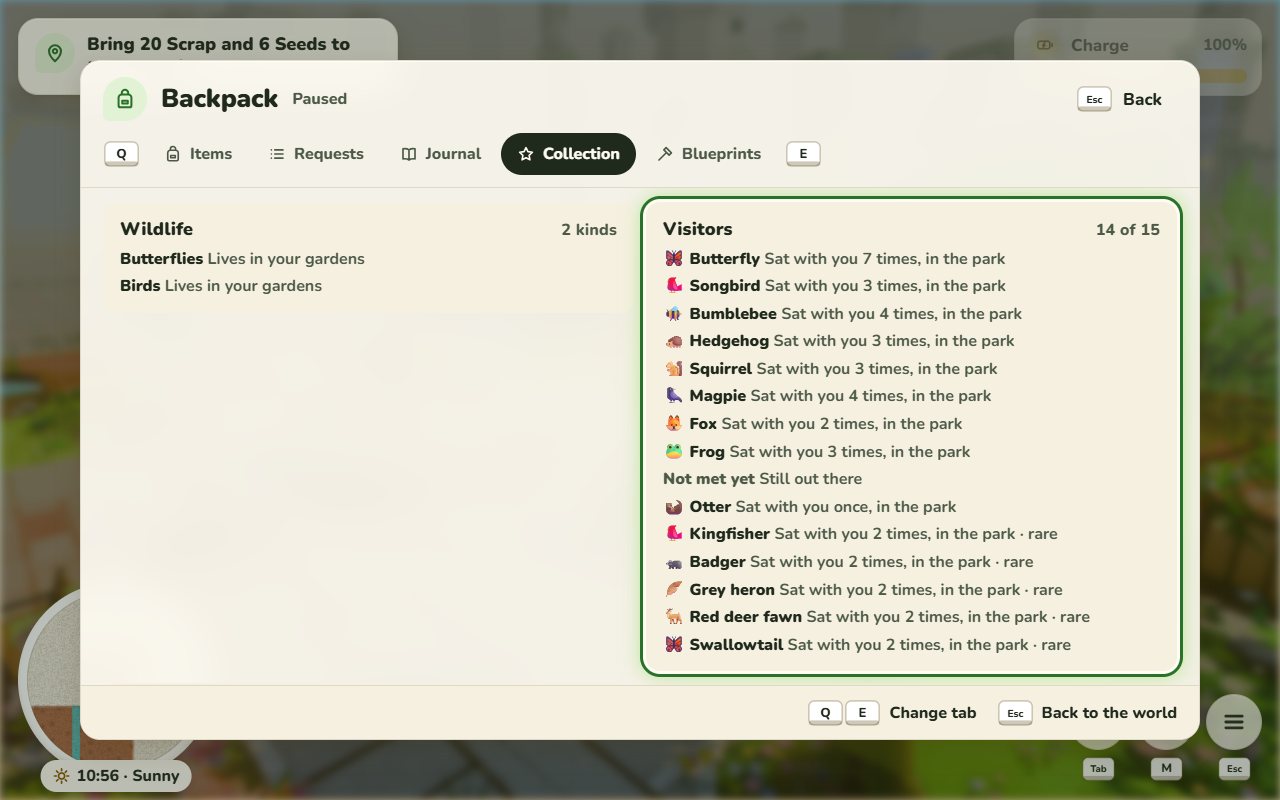 Bring 20 Scrap and 6 Seeds to
Charge 100%
Backpack Paused
Esc Back
Q Items Requests Journal Collection Blueprints E
Wildlife 2 kinds
Butterflies Lives in your gardens
Birds Lives in your gardens
Visitors 14 of 15
Butterfly Sat with you 7 times, in the park
Songbird Sat with you 3 times, in the park
Bumblebee Sat with you 4 times, in the park
Hedgehog Sat with you 3 times, in the park
Squirrel Sat with you 3 times, in the park
Magpie Sat with you 4 times, in the park
Fox Sat with you 2 times, in the park
Frog Sat with you 3 times, in the park
Not met yet Still out there
Otter Sat with you once, in the park
Kingfisher Sat with you 2 times, in the park · rare
Badger Sat with you 2 times, in the park · rare
Grey heron Sat with you 2 times, in the park · rare
Red deer fawn Sat with you 2 times, in the park · rare
Swallowtail Sat with you 2 times, in the park · rare
Q E Change tab Esc Back to the world
10:56 · Sunny
Tab M Esc